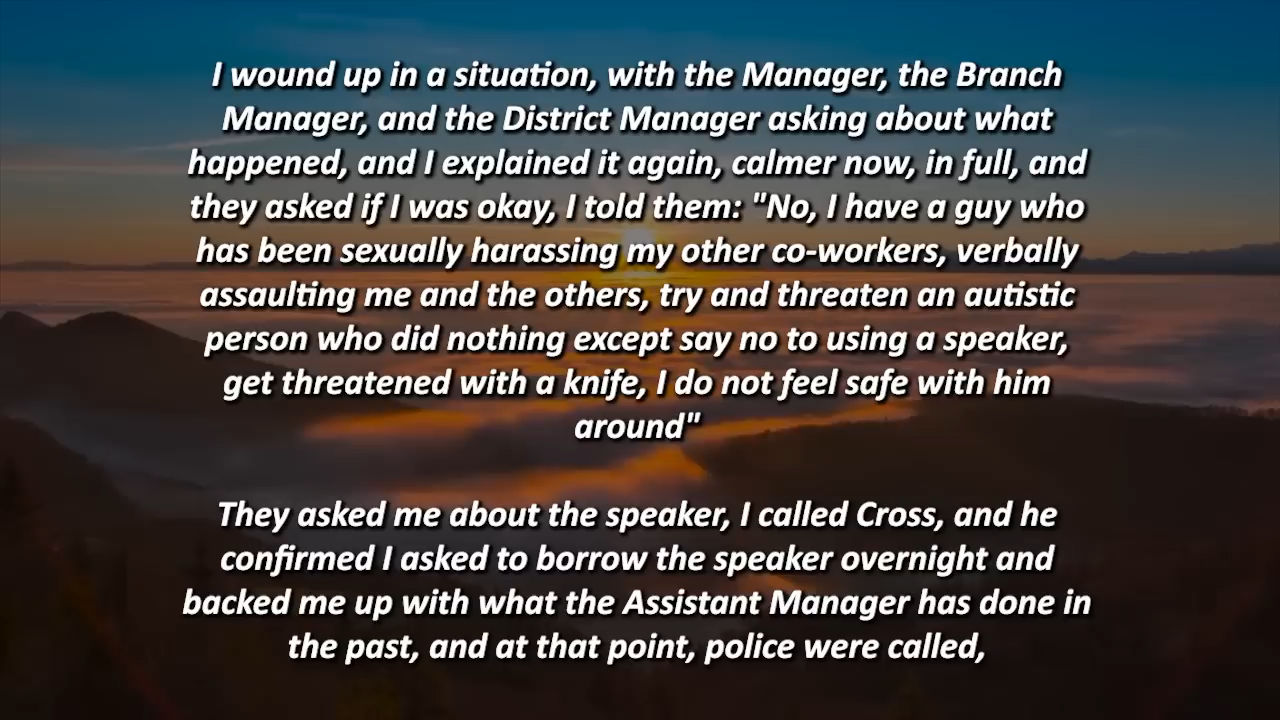 I wound up in a situation, with the Manager, the Branch
Manager, and the District Manager asking about what
happened, and I explained it again, calmer now, in full, and
they asked if I was okay, I told them: "No, I have a guy who
has been sexually harassing my other co-workers, verbally
assaulting me and the others, try and threaten an autistic
person who did nothing except say no to using a speaker,
get threatened with a knife, I do not feel safe with him
around"
They asked me about the speaker, I called Cross, and he
confirmed I asked to borrow the speaker overnight and
backed me up with what the Assistant Manager has done in
the past, and at that point, police were called,